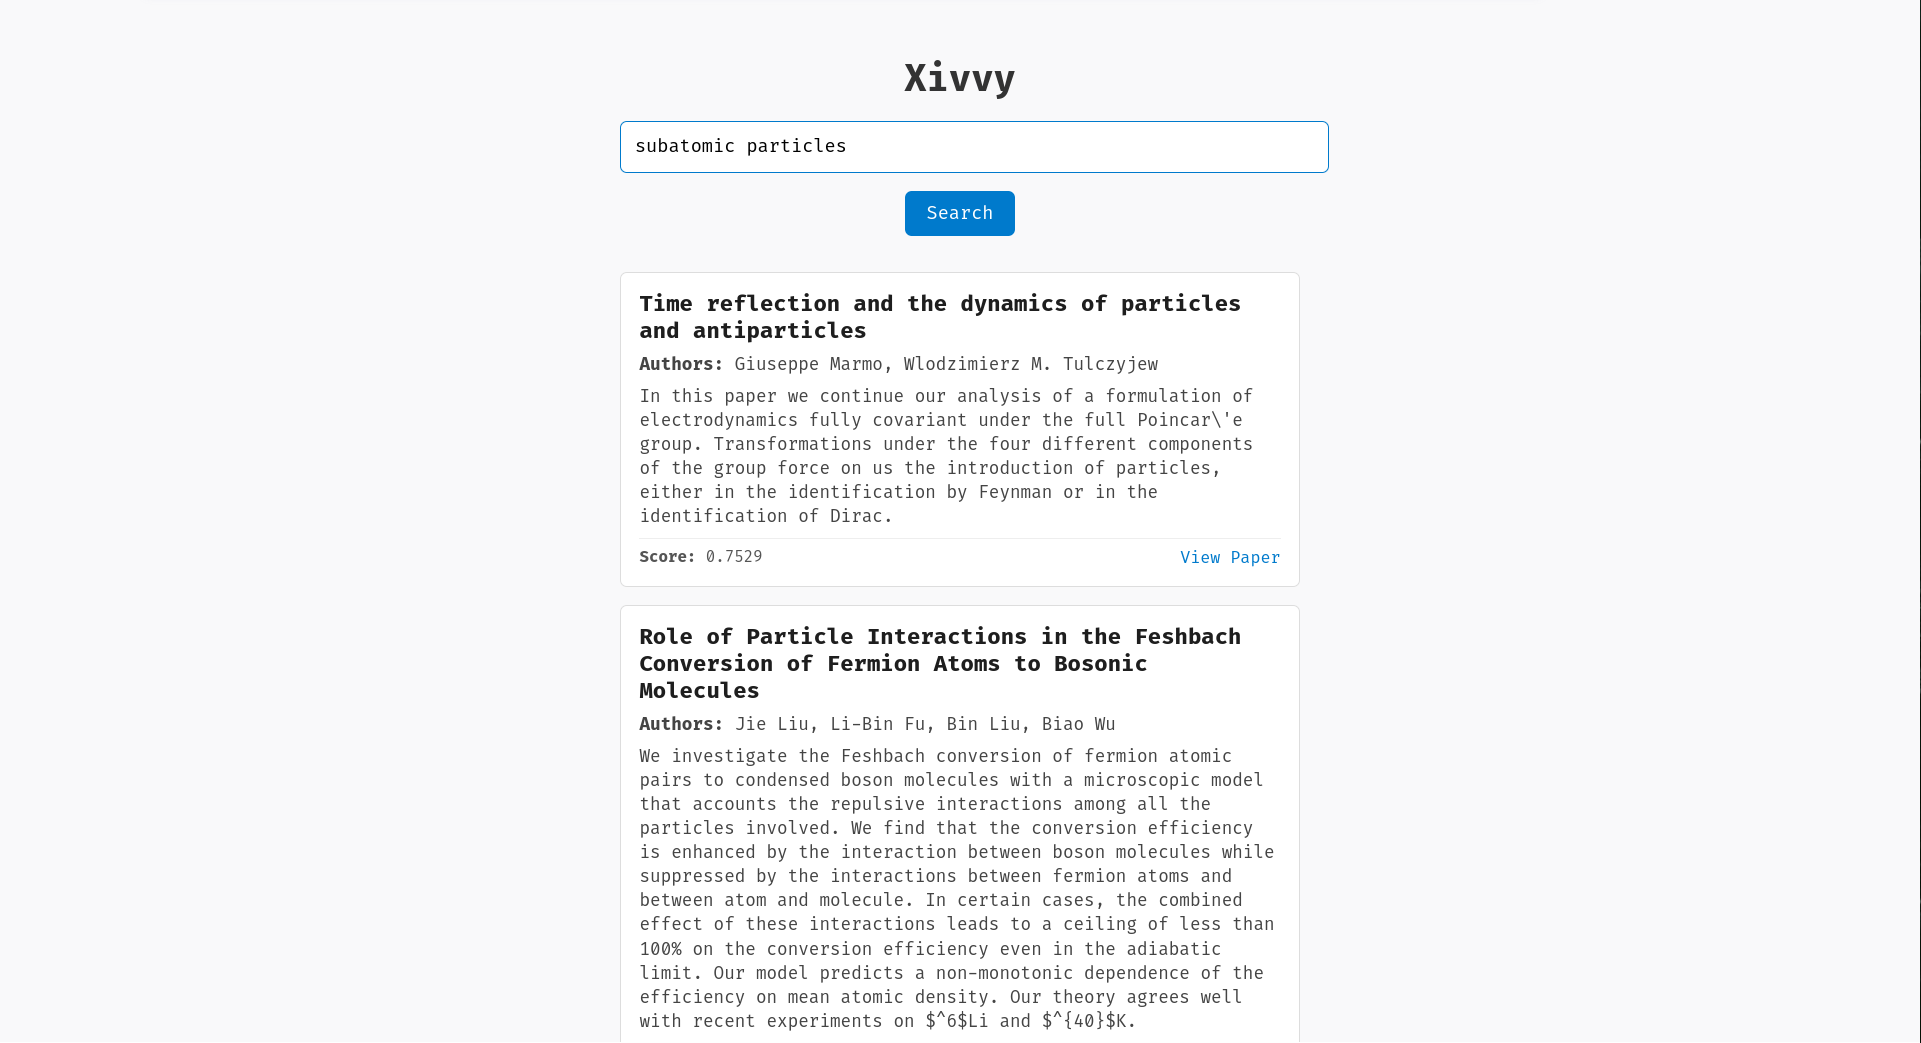 Xivvy
subatomic particles
Search
Time reflection and the dynamics of particles
and antiparticles
Authors: Giuseppe Marmo, Wlodzimierz M. Tulczyjew
In this paper we continue our analysis of a formulation of
electrodynamics fully covariant under the full Poincar\'e
group. Transformations under the four different components
of the group force on us the introduction of particles,
either in the identification by Feynman or in the
identification of Dirac.
Score: 0.7529
View Paper
Role of Particle Interactions in the Feshbach
Conversion of Fermion Atoms to Bosonic
Molecules
Authors: Jie Liu, Li-Bin Fu, Bin Liu, Biao Wu
We investigate the Feshbach conversion of fermion atomic
pairs to condensed boson molecules with a microscopic model
that accounts the repulsive interactions among all the
particles involved. We find that the conversion efficiency
is enhanced by the interaction between boson molecules while
suppressed by the interactions between fermion atoms and
between atom and molecule. In certain cases, the combined
effect of these interactions leads to a ceiling of less than
100% on the conversion efficiency even in the adiabatic
limit. Our model predicts a non-monotonic dependence of the
efficiency on mean atomic density. Our theory agrees well
with recent experiments on $^6$Li and $^{40}$K.